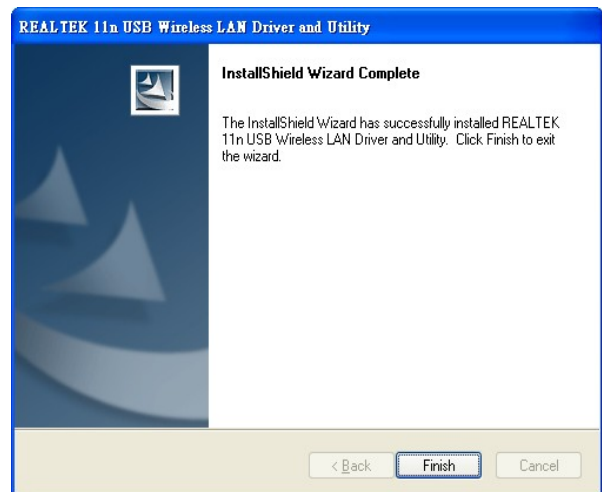 REALTEK 11n USB Wireless LAN Driver and Utility
InstallShield Wizard Complete
The InstallShield Wizard has successfully installed REALTEK
11n USB Wireless LAN Driver and Utility. Click Finish to exit
the wizard.
< Back Finish Cancel